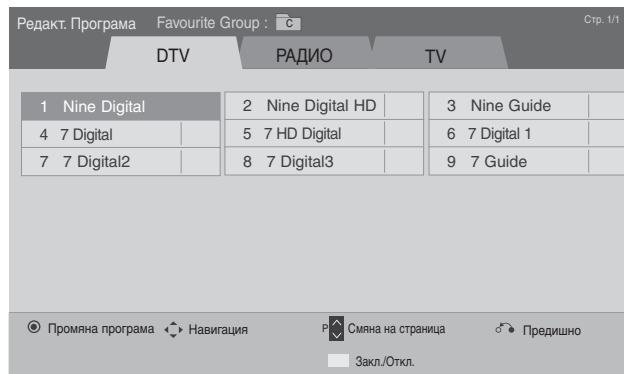 Редакт. Програма Favourite Group : C Стр. 1/1
DTV РАДИО TV
1 Nine Digital 2 Nine Digital HD 3 Nine Guide
4 7 Digital 5 7 HD Digital 6 7 Digital 1
7 7 Digital2 8 7 Digital3 9 7 Guide
Промяна програма Навигация P Смяна на страница Предишно
Закл./Откл.